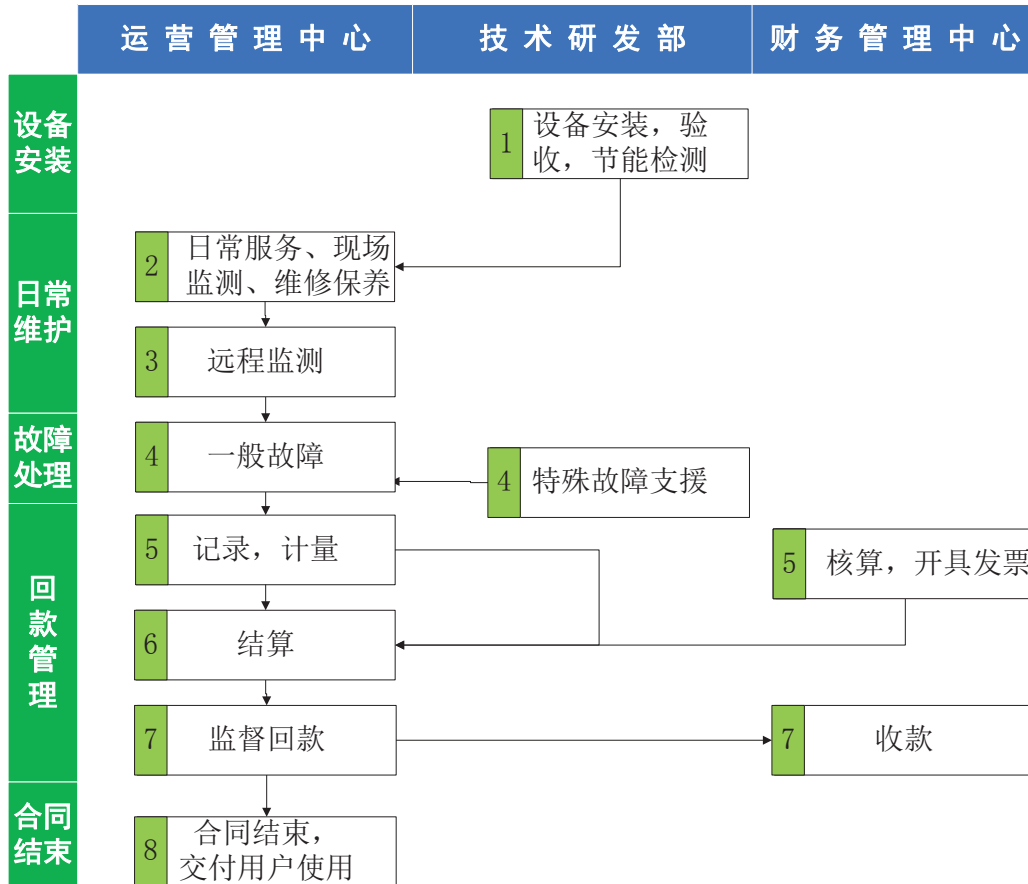 运营管理中心
技术研发部
财务管理中心
设备
安装
1
设备安装，验
收，节能检测
日常
维护
2
日常服务、现场
监测、维修保养
3
远程监测
故障
处理
4
一般故障
4
特殊故障支援
回
款
管
理
5
记录，计量
5
核算，开具发票
6
结算
7
监督回款
7
收款
合同
结束
8
合同结束，
交付用户使用